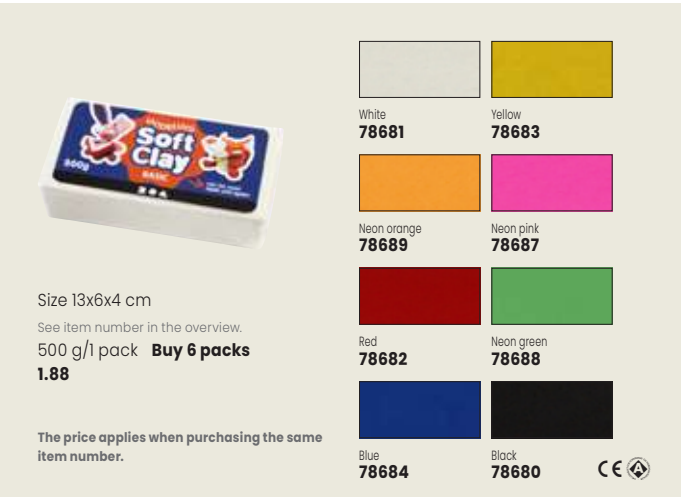 Soft
Clay
BASIC
500g
Size 13x6x4 cm
See item number in the overview.
500 g/1 pack Buy 6 packs
1.88
The price applies when purchasing the same
item number.
White
78681
Yellow
78683
Neon orange
78689
Neon pink
78687
Red
78682
Neon green
78688
Blue
78684
Black
78680
CE